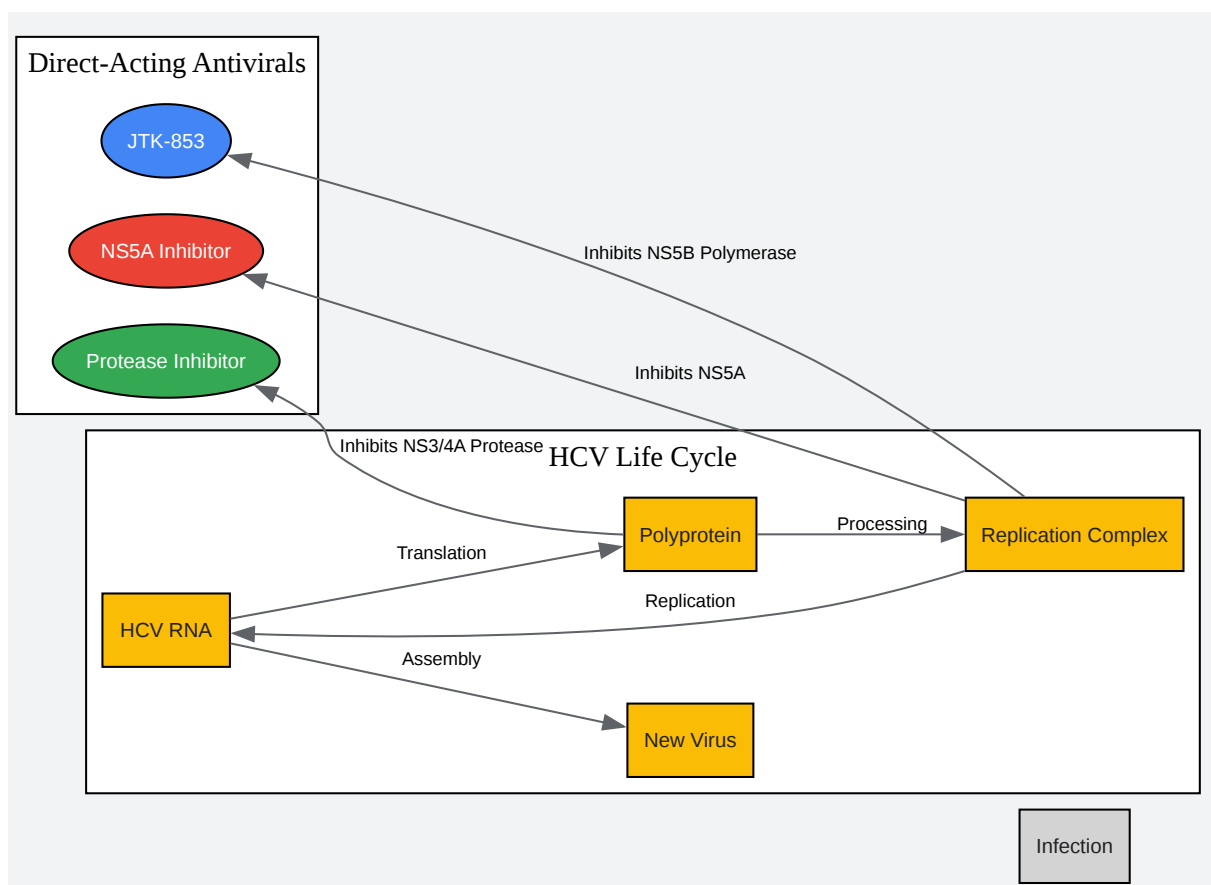 Direct-Acting Antivirals
JTK-853
NS5A Inhibitor
Protease Inhibitor
Inhibits NS5B Polymerase
Inhibits NS5A
Inhibits NS3/4A Protease
HCV Life Cycle
Polyprotein
Processing
Replication Complex
Translation
Replication
HCV RNA
Assembly
New Virus
Infection